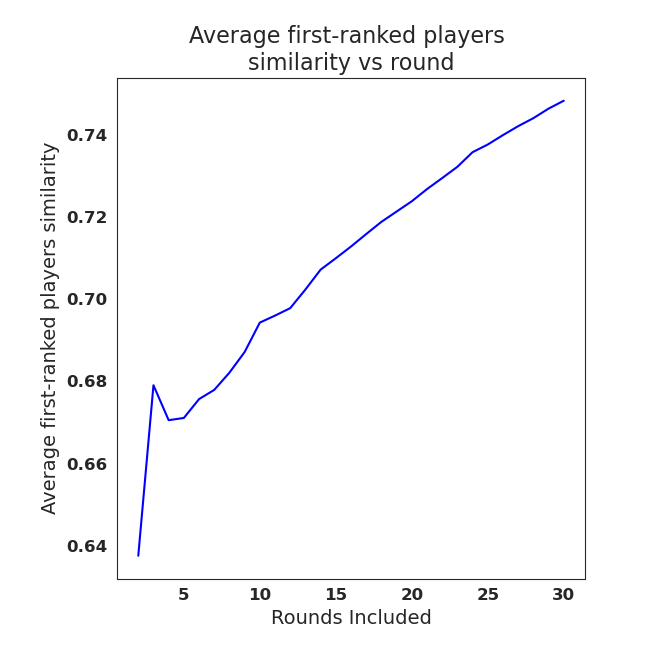 Average first-ranked players
similarity vs round
Average first-ranked players similarity
0.74
0.72
0.70
0.68
0.66
0.64
5 10 15 20 25 30
Rounds Included